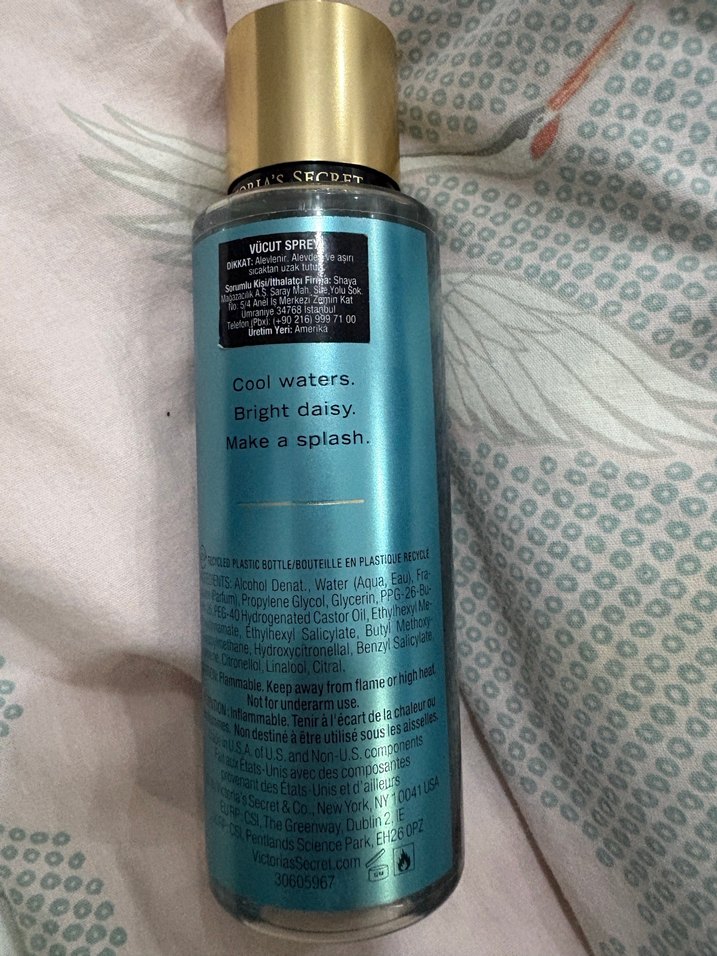 SECRET
VÜCUT SPREY
DİKKAT: Alevlenir. Alevden ve aşırı
sıcaktan uzak tutun.
Sorumlu Kişi/İthalatçı Firma: Shaya
Mağazacılık A.Ş. Saray Mah. Site Yolu Sok.
No: 5/4 Anel İş Merkezi Zemin Kat
Ümraniye 34768 İstanbul
Telefon (Pbx): (+90 216) 999 71 00
Üretim Yeri: Amerika
Cool waters.
Bright daisy.
Make a splash.
RECYCLED PLASTIC BOTTLE/BOUTEILLE EN PLASTIQUE RECYCLÉ
Alcohol Denat., Water (Aqua, Eau), Fra-
Parfum), Propylene Glycol, Glycerin, PPG-26-Bu-
PEG-40 Hydrogenated Castor Oil, Ethylhexyl Me-
Ethylhexyl Salicylate, Butyl Methoxy-
Hydroxycitronellal, Benzyl Salicylate,
Citronellol, Linalool, Citral.
Flammable. Keep away from flame or high heat.
Not for underarm use.
Inflammable. Tenir à l'écart de la chaleur ou
Non destiné à être utilisé sous les aisselles.
U.S.A. of U.S. and Non-U.S. components
Fait aux États-Unis avec des composantes
provenant des États-Unis et d'ailleurs
Secret & Co., New York, NY 10041 USA
EU RP, CSI, The Greenway, Dublin 2, IE
CSI, Pentlands Science Park, EH26 0PZ
VictoriasSecret.com
30605967